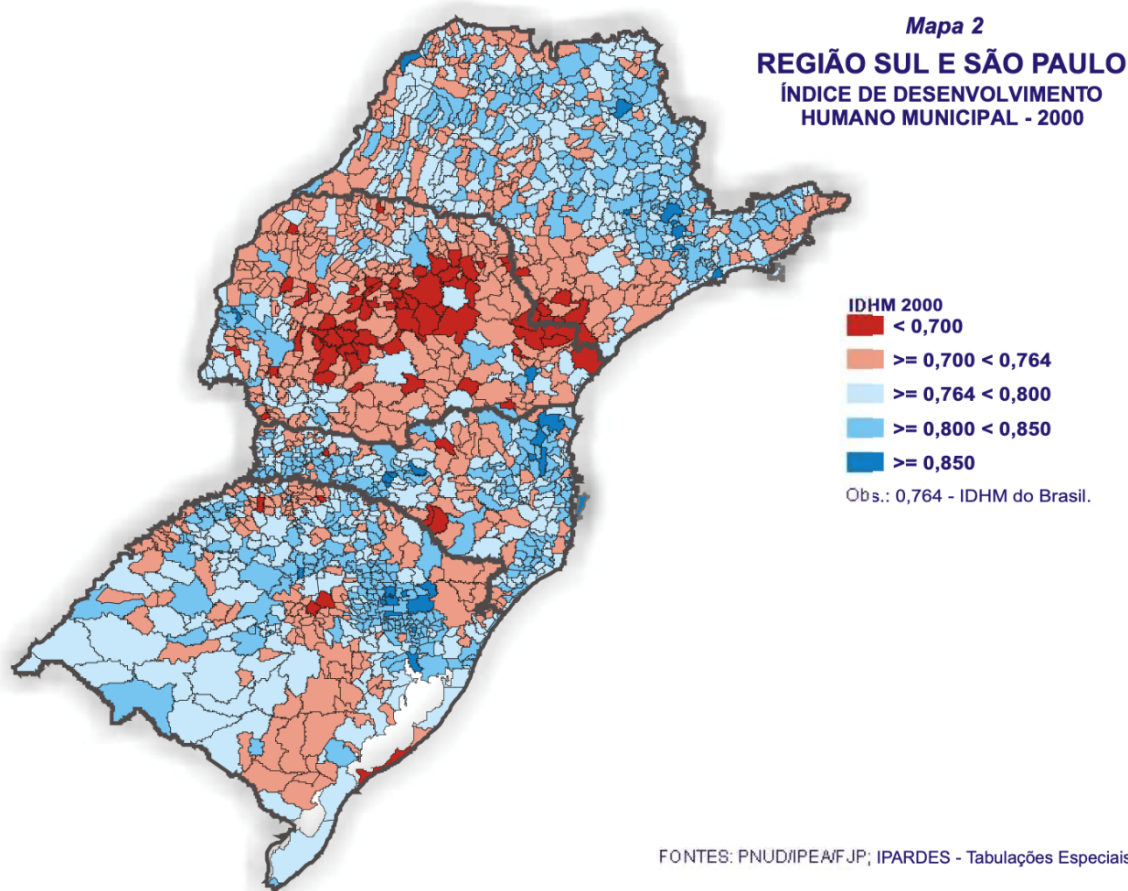 Mapa 2
REGIÃO SUL E SÃO PAULO
ÍNDICE DE DESENVOLVIMENTO
HUMANO MUNICIPAL - 2000
IDHM 2000
< 0,700
>= 0,700 < 0,764
>= 0,764 < 0,800
>= 0,800 < 0,850
>= 0,850
Obs.: 0,764 - IDHM do Brasil.
FONTES: PNUD/IPEA/FJP; IPARDES - Tabulações Especiais